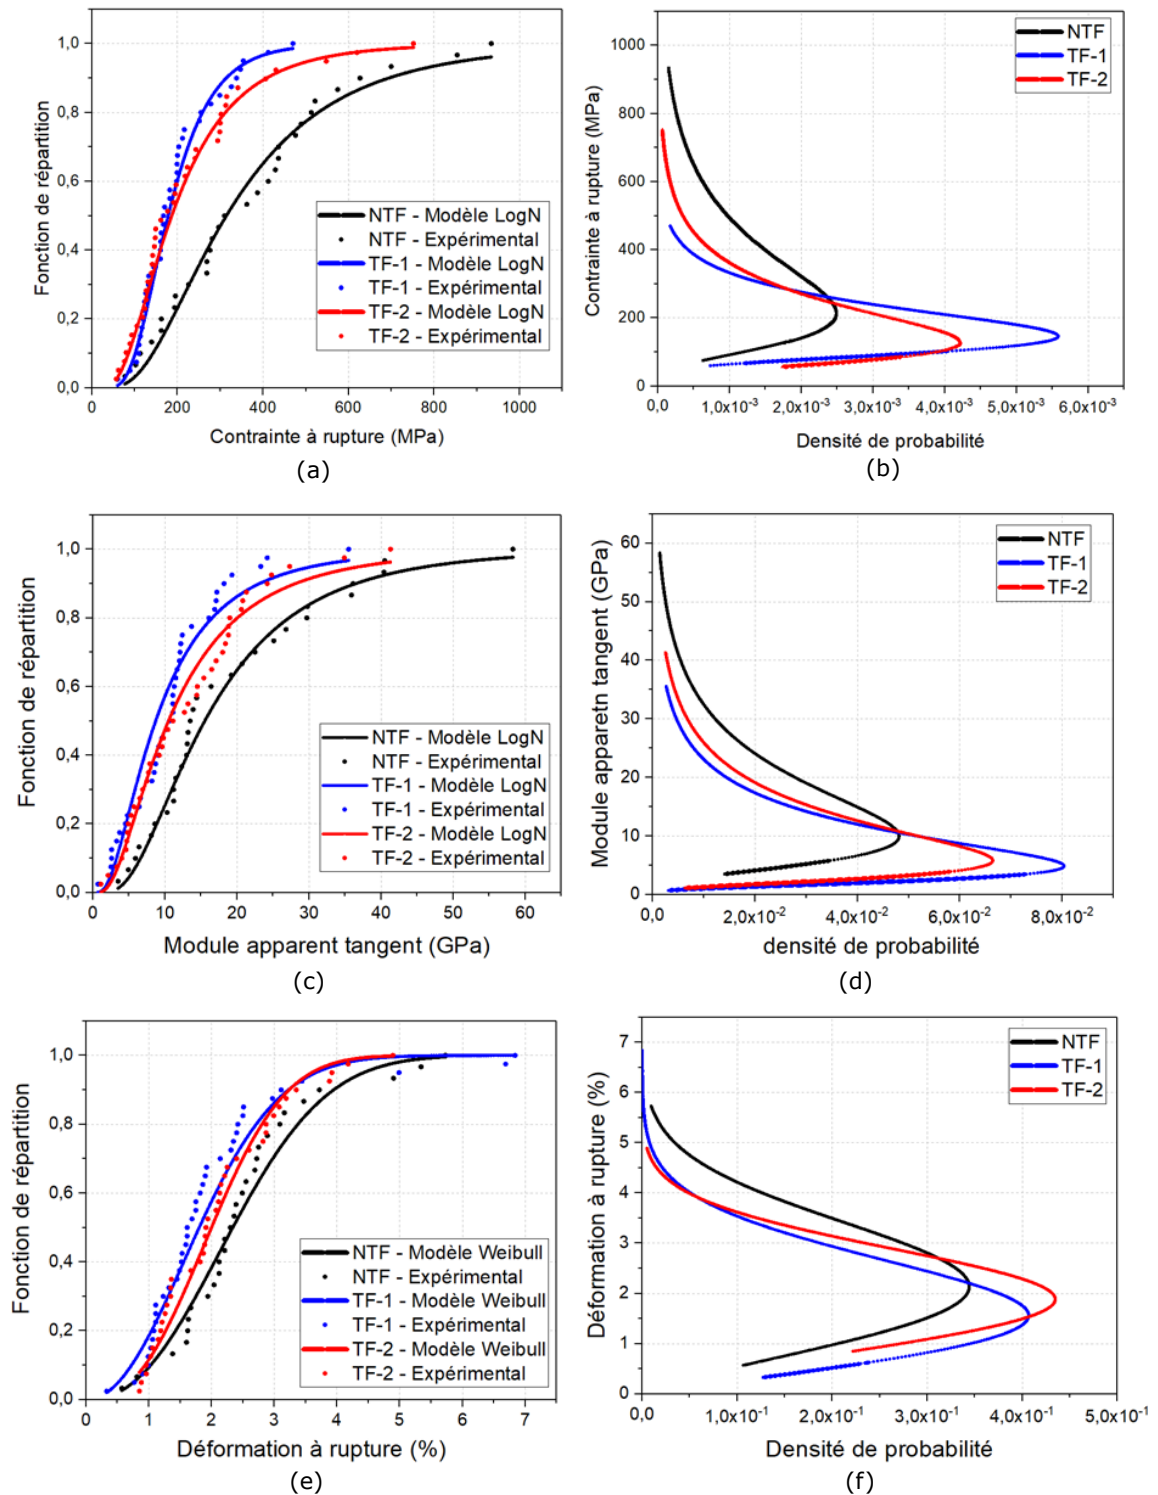 1,0
0,8
0,6
0,4
0,2
0,0
Fonction de répartition
NTF - Modèle LogN
NTF - Expérimental
TF-1 - Modèle LogN
TF-1 - Expérimental
TF-2 - Modèle LogN
TF-2 - Expérimental
0 200 400 600 800 1000
Contrainte à rupture (MPa)
(a)
1000
800
600
400
200
0
Contrainte à rupture (MPa)
NTF
TF-1
TF-2
0,0 1,0x10⁻³ 2,0x10⁻³ 3,0x10⁻³ 4,0x10⁻³ 5,0x10⁻³ 6,0x10⁻³
Densité de probabilité
(b)
1,0
0,8
0,6
0,4
0,2
0,0
Fonction de répartition
NTF - Modèle LogN
NTF - Expérimental
TF-1 - Modèle LogN
TF-1 - Expérimental
TF-2 - Modèle LogN
TF-2 - Expérimental
0 10 20 30 40 50 60
Module apparent tangent (GPa)
(c)
60
50
40
30
20
10
0
Module apparetn tangent (GPa)
NTF
TF-1
TF-2
0,0 2,0x10⁻² 4,0x10⁻² 6,0x10⁻² 8,0x10⁻²
densité de probabilité
(d)
1,0
0,8
0,6
0,4
0,2
0,0
Fonction de répartition
NTF - Modèle Weibull
NTF - Expérimental
TF-1 - Modèle Weibull
TF-1 - Expérimental
TF-2 - Modèle Weibull
TF-2 - Expérimental
0 1 2 3 4 5 6 7
Déformation à rupture (%)
(e)
7
6
5
4
3
2
1
0
Déformation à rupture (%)
NTF
TF-1
TF-2
0,0 1,0x10⁻¹ 2,0x10⁻¹ 3,0x10⁻¹ 4,0x10⁻¹ 5,0x10⁻¹
Densité de probabilité
(f)